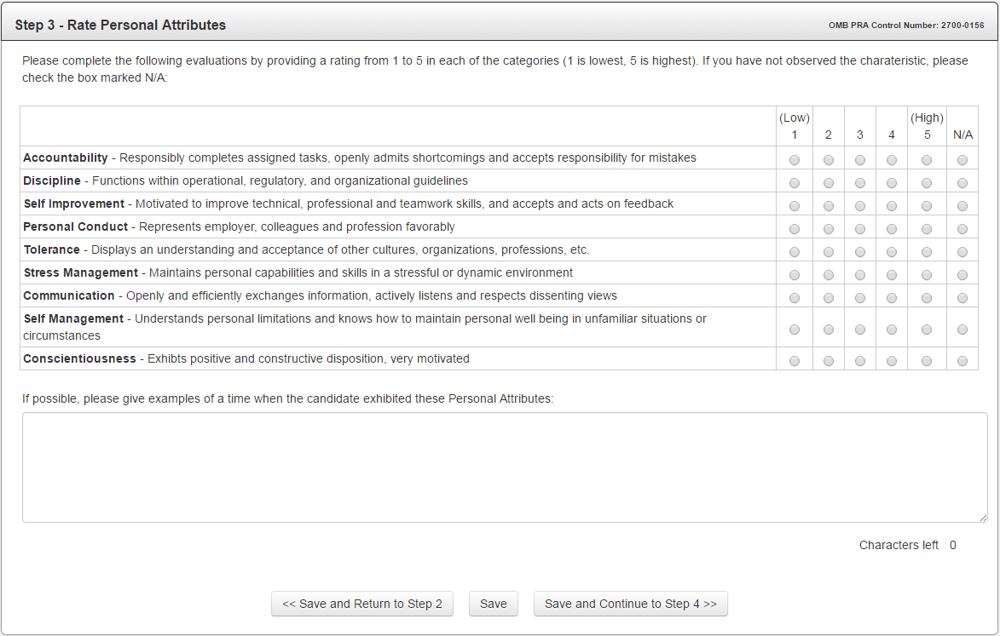 Step 3 - Rate Personal Attributes
OMB PRA Control Number: 2700-0156
Please complete the following evaluations by providing a rating from 1 to 5 in each of the categories (1 is lowest, 5 is highest). If you have not observed the charateristic, please
check the box marked N/A:
(Low) (High)
1 2 3 4 5 N/A
Accountability - Responsibly completes assigned tasks, openly admits shortcomings and accepts responsibility for mistakes
Discipline - Functions within operational, regulatory, and organizational guidelines
Self Improvement - Motivated to improve technical, professional and teamwork skills, and accepts and acts on feedback
Personal Conduct - Represents employer, colleagues and profession favorably
Tolerance - Displays an understanding and acceptance of other cultures, organizations, professions, etc.
Stress Management - Maintains personal capabilities and skills in a stressful or dynamic environment
Communication - Openly and efficiently exchanges information, actively listens and respects dissenting views
Self Management - Understands personal limitations and knows how to maintain personal well being in unfamiliar situations or
circumstances
Conscientiousness - Exhibts positive and constructive disposition, very motivated
If possible, please give examples of a time when the candidate exhibited these Personal Attributes:
Characters left 0
<< Save and Return to Step 2
Save
Save and Continue to Step 4 >>